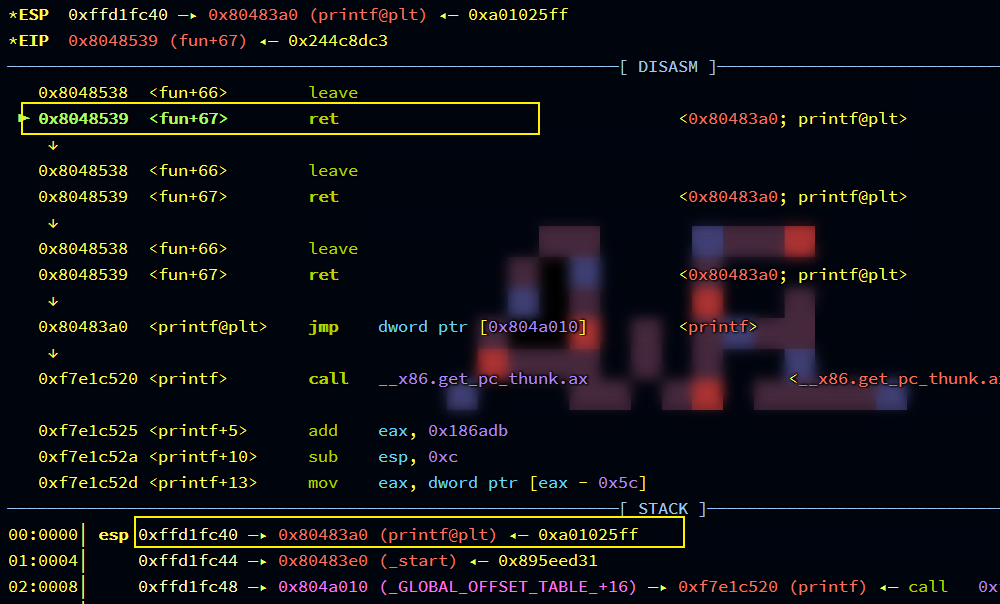 *ESP 0xffd1fc40 —▸ 0x80483a0 (printf@plt) ◂— 0xa01025ff
*EIP 0x8048539 (fun+67) ◂— 0x244c8dc3
[ DISASM ]
0x8048538 <fun+66> leave
► 0x8048539 <fun+67> ret <0x80483a0; printf@plt>
↓
0x8048538 <fun+66> leave
0x8048539 <fun+67> ret <0x80483a0; printf@plt>
↓
0x8048538 <fun+66> leave
0x8048539 <fun+67> ret <0x80483a0; printf@plt>
↓
0x80483a0 <printf@plt> jmp dword ptr [0x804a010] <printf>
↓
0xf7e1c520 <printf> call __x86.get_pc_thunk.ax <__x86.get_pc_thunk.ax
0xf7e1c525 <printf+5> add eax, 0x186adb
0xf7e1c52a <printf+10> sub esp, 0xc
0xf7e1c52d <printf+13> mov eax, dword ptr [eax - 0x5c]
[ STACK ]
00:0000│ esp 0xffd1fc40 —▸ 0x80483a0 (printf@plt) ◂— 0xa01025ff
01:0004│ 0xffd1fc44 —▸ 0x80483e0 (_start) ◂— 0x895eed31
02:0008│ 0xffd1fc48 —▸ 0x804a010 (_GLOBAL_OFFSET_TABLE_+16) —▸ 0xf7e1c520 (printf) ◂— call 0x